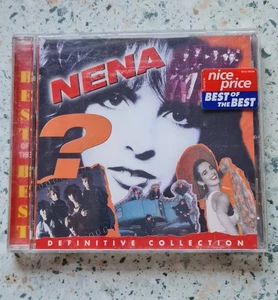 NENA
nice
price
BEST OF THE BEST
?
BEST OF THE BEST
DEFINITIVE COLLECTION